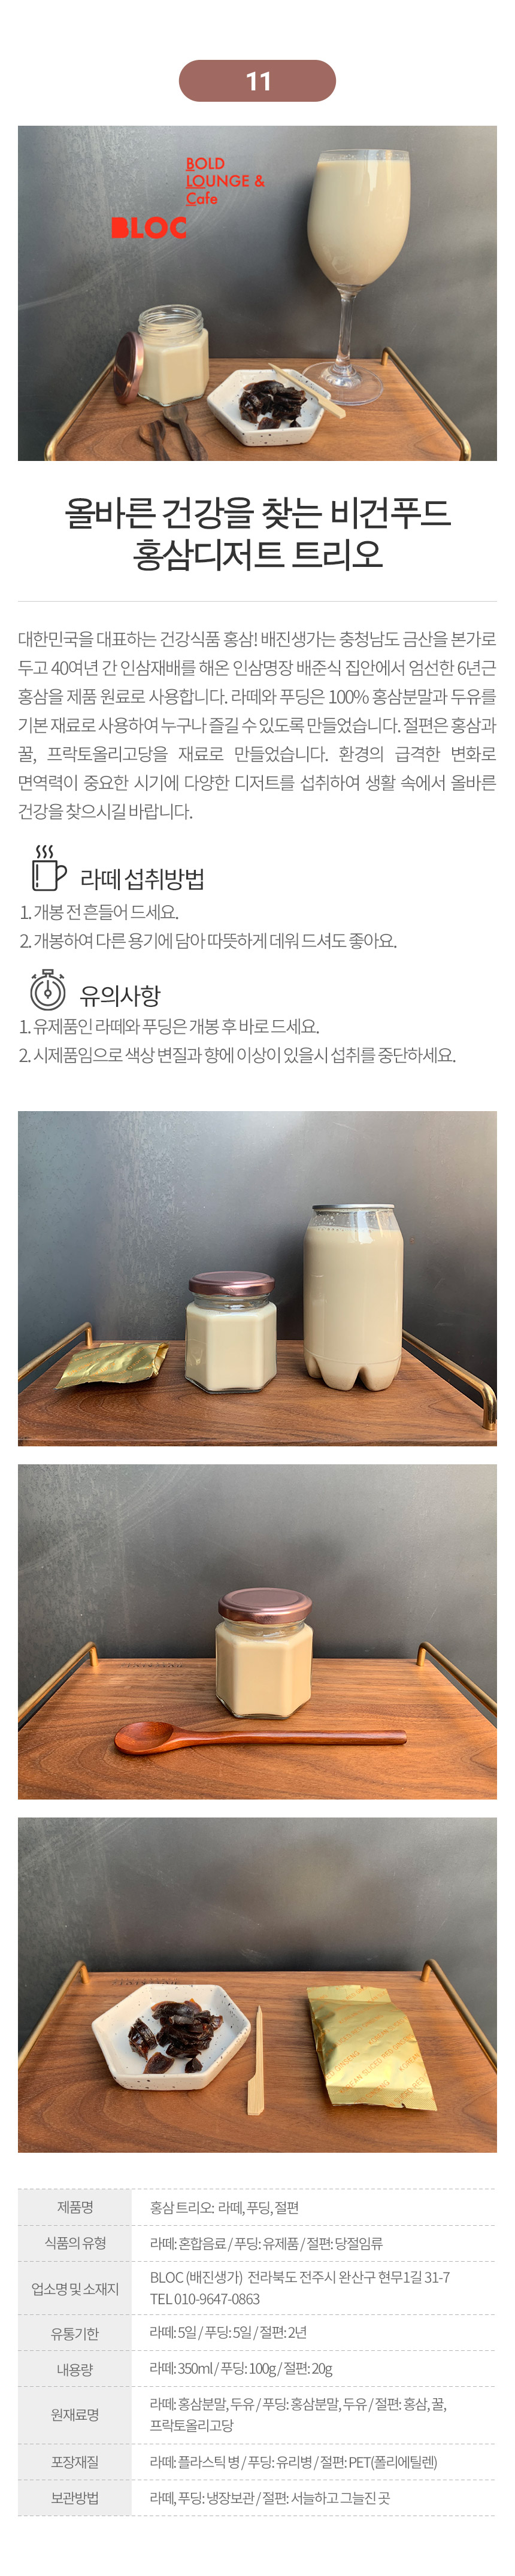 11
BOLD
LOUNGE &
Cafe
BLOC
올바른 건강을 찾는 비건푸드
홍삼디저트 트리오
대한민국을 대표하는 건강식품 홍삼! 배진생가는 충청남도 금산을 본가로
두고 40여년 간 인삼재배를 해온 인삼명장 배준식 집안에서 엄선한 6년근
홍삼을 제품 원료로 사용합니다. 라떼와 푸딩은 100% 홍삼분말과 두유를
기본 재료로 사용하여 누구나 즐길 수 있도록 만들었습니다. 절편은 홍삼과
꿀, 프락토올리고당을 재료로 만들었습니다. 환경의 급격한 변화로
면역력이 중요한 시기에 다양한 디저트를 섭취하여 생활 속에서 올바른
건강을 찾으시길 바랍니다.
라떼 섭취방법
1. 개봉 전 흔들어 드세요.
2. 개봉하여 다른 용기에 담아 따뜻하게 데워 드셔도 좋아요.
유의사항
1. 유제품인 라떼와 푸딩은 개봉 후 바로 드세요.
2. 시제품임으로 색상 변질과 향에 이상이 있을시 섭취를 중단하세요.
제품명 홍삼 트리오: 라떼, 푸딩, 절편
식품의 유형 라떼: 혼합음료 / 푸딩: 유제품 / 절편: 당절임류
업소명 및 소재지 BLOC (배진생가) 전라북도 전주시 완산구 현무1길 31-7
TEL 010-9647-0863
유통기한 라떼: 5일 / 푸딩: 5일 / 절편: 2년
내용량 라떼: 350ml / 푸딩: 100g / 절편: 20g
원재료명 라떼: 홍삼분말, 두유 / 푸딩: 홍삼분말, 두유 / 절편: 홍삼, 꿀,
프락토올리고당
포장재질 라떼: 플라스틱 병 / 푸딩: 유리병 / 절편: PET(폴리에틸렌)
보관방법 라떼, 푸딩: 냉장보관 / 절편: 서늘하고 그늘진 곳